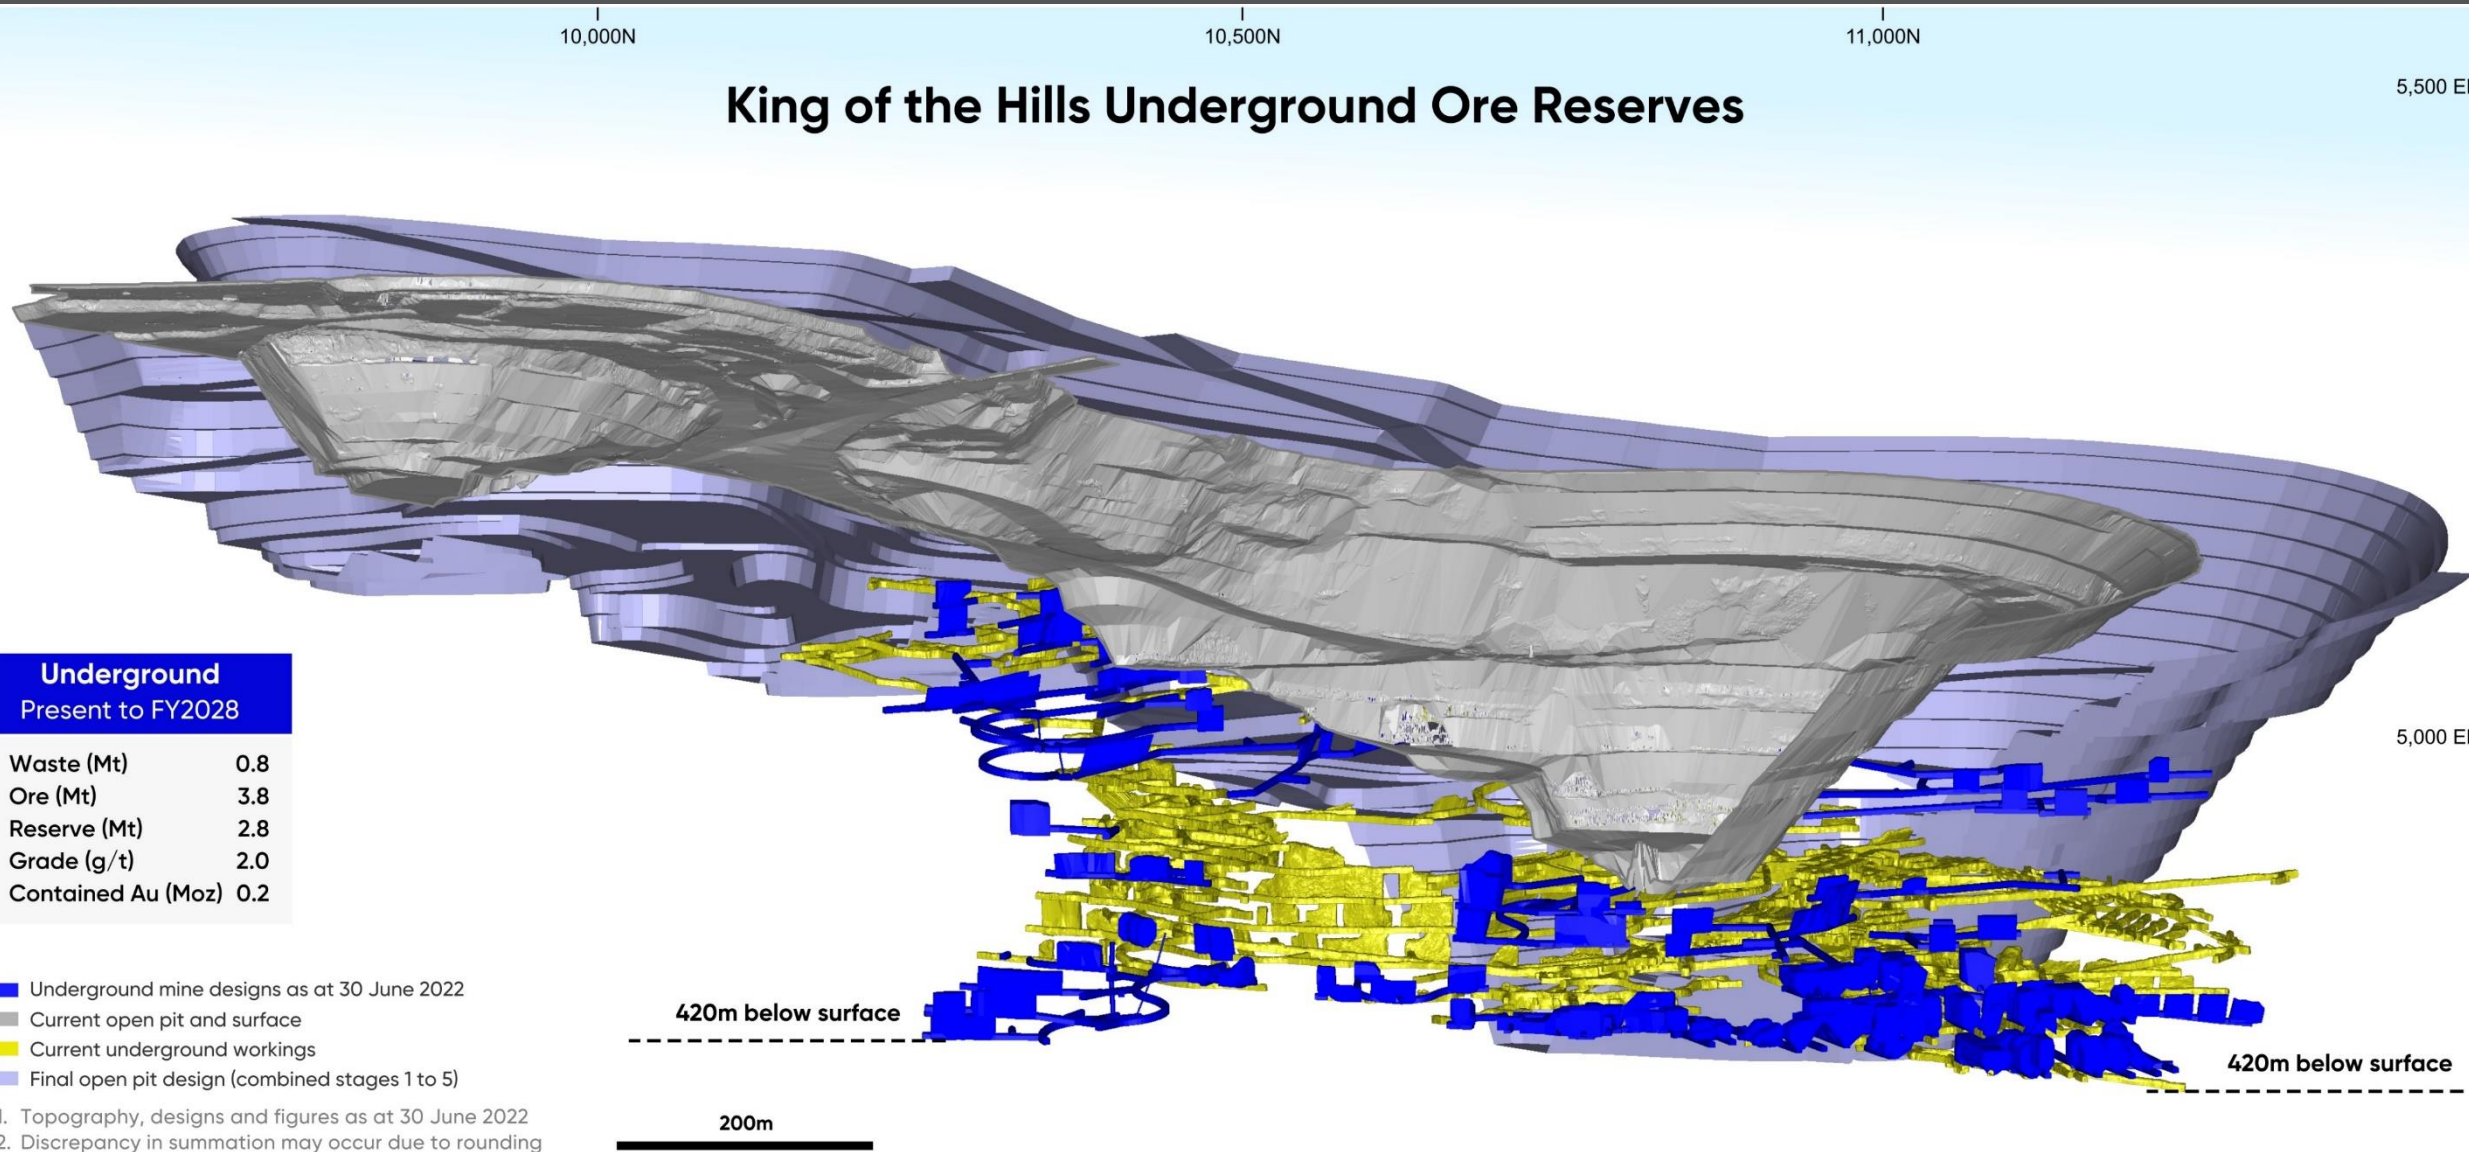 10,000N
10,500N
11,000N
King of the Hills Underground Ore Reserves
5,500 El
Underground
Present to FY2028
Waste (Mt) 0.8
Ore (Mt) 3.8
Reserve (Mt) 2.8
Grade (g/t) 2.0
Contained Au (Moz) 0.2
5,000 El
Underground mine designs as at 30 June 2022
Current open pit and surface
Current underground workings
Final open pit design (combined stages 1 to 5)
1. Topography, designs and figures as at 30 June 2022
2. Discrepancy in summation may occur due to rounding
420m below surface
420m below surface
200m